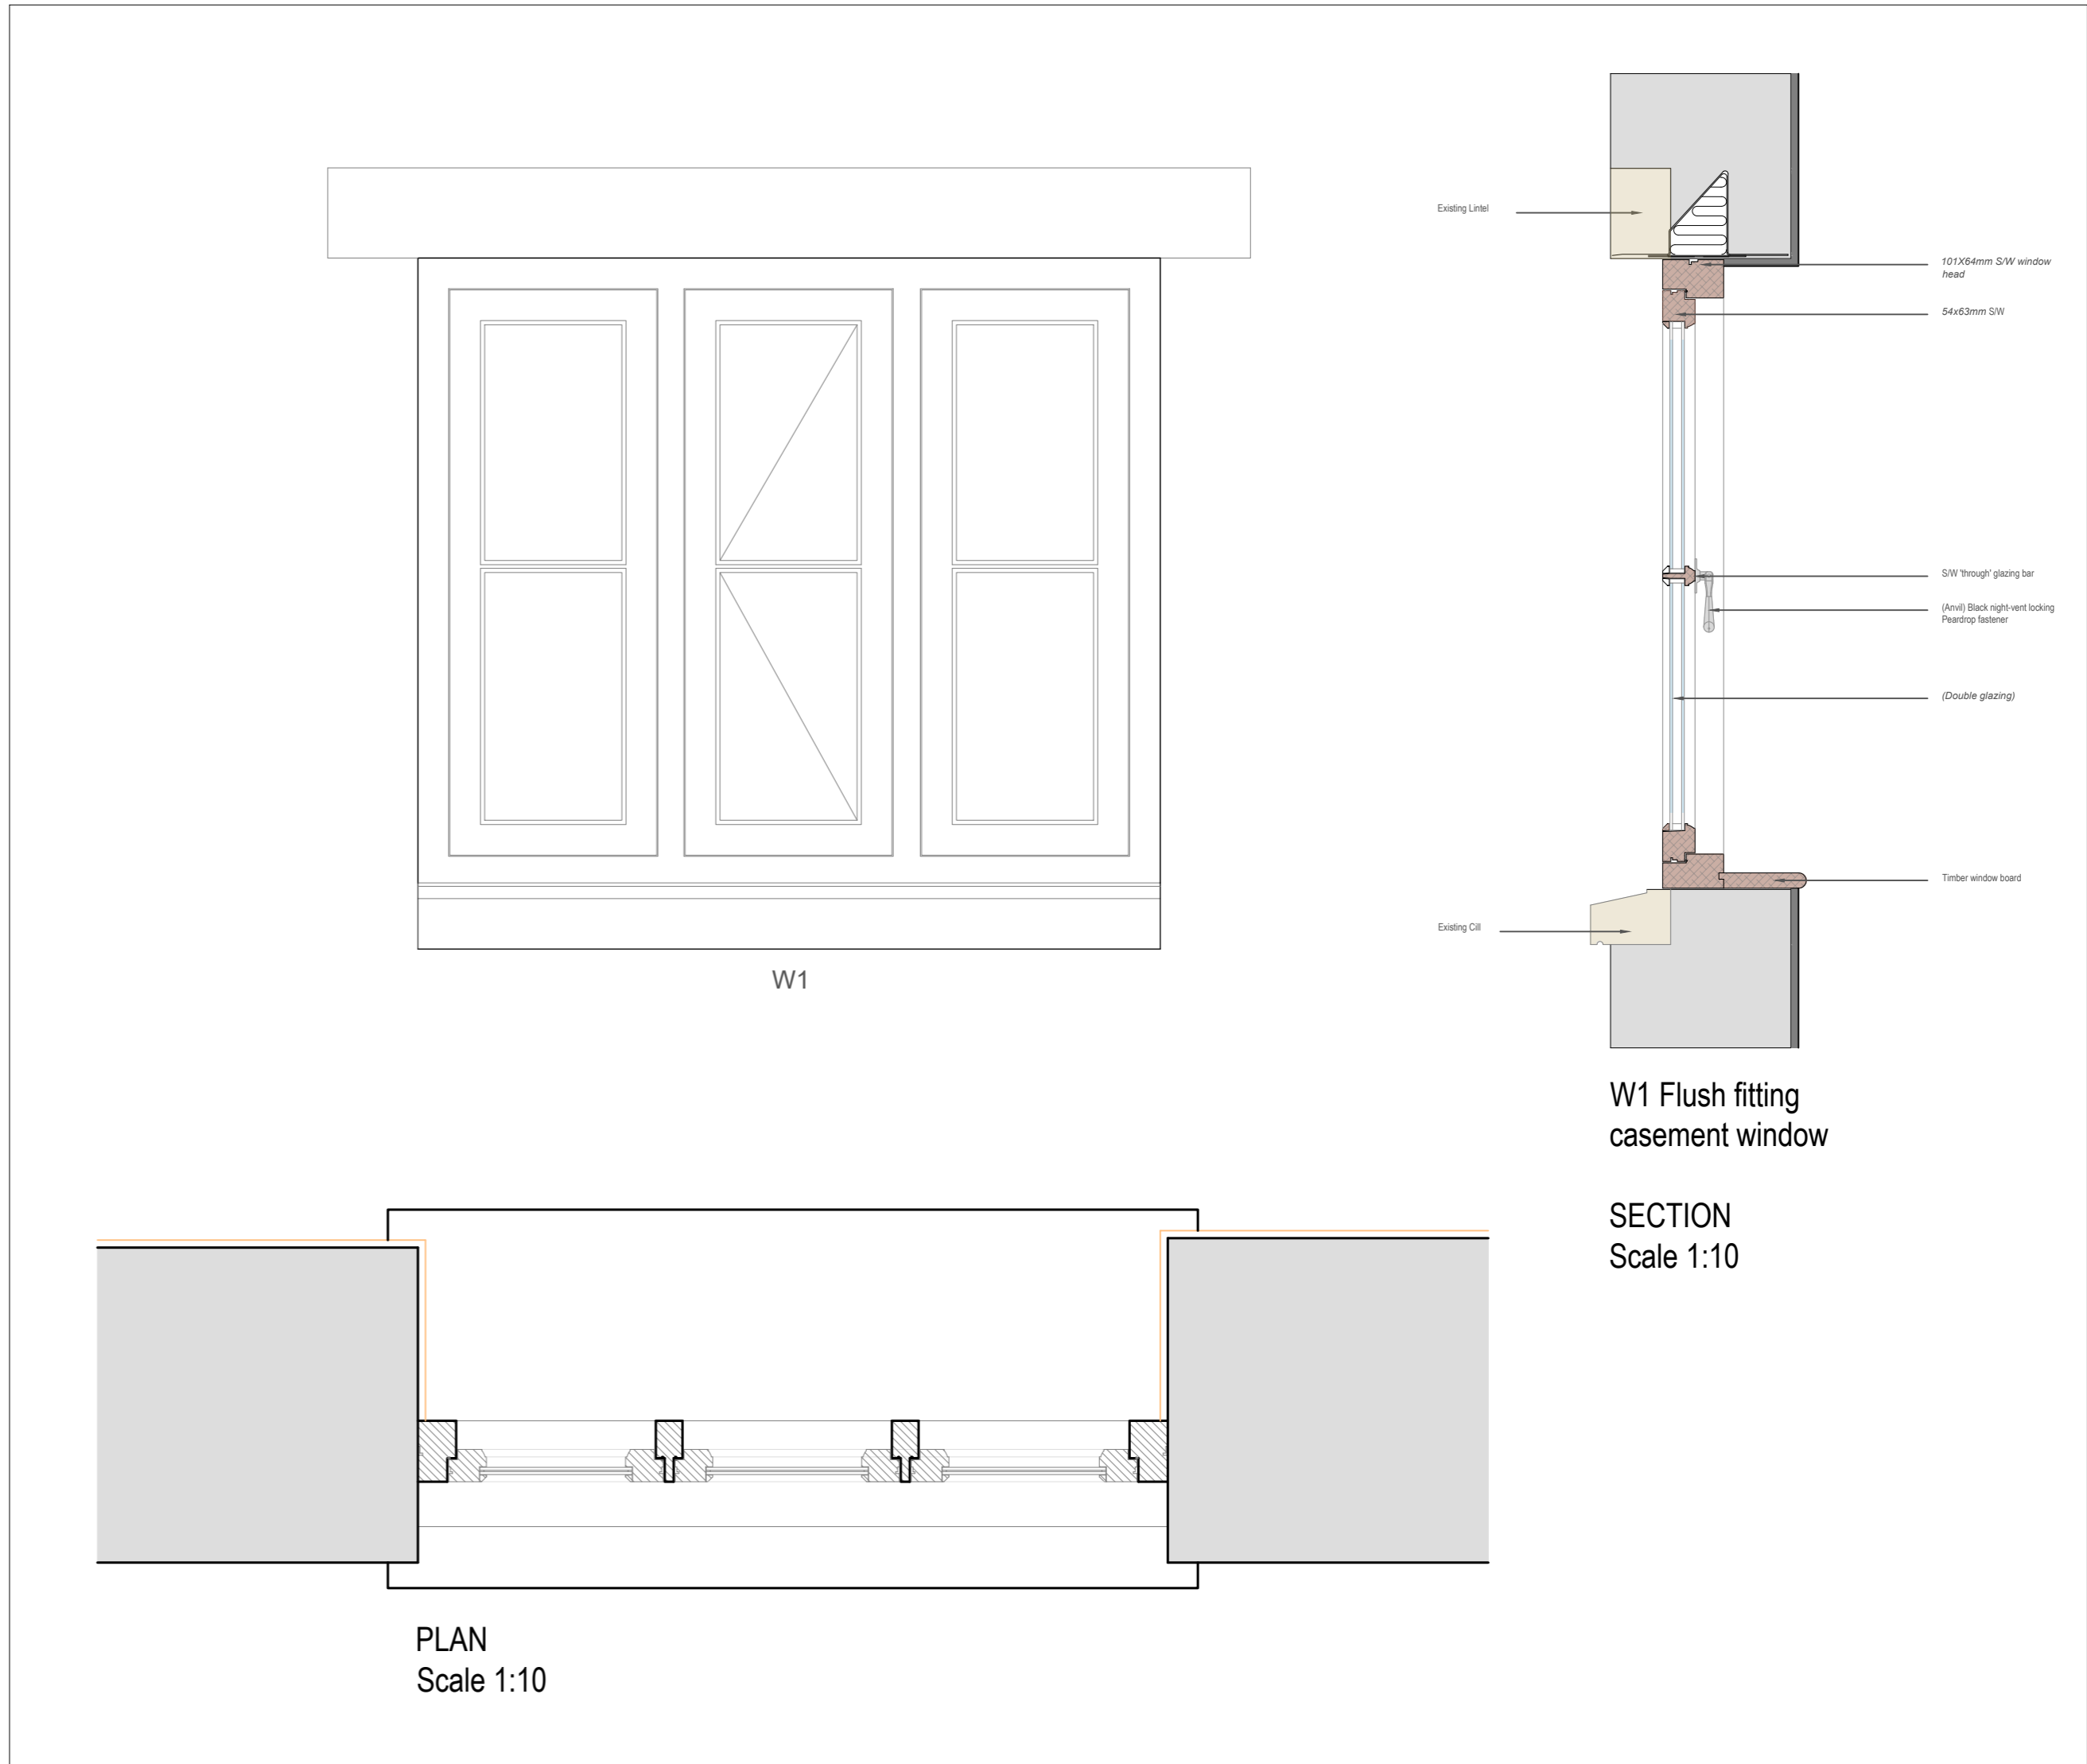 Existing Lintel
101X64mm S/W window
head
54x63mm S/W
S/W 'through' glazing bar
(Anvil) Black night-vent locking
Peardrop fastener
(Double glazing)
Timber window board
Existing Cill
W1
W1 Flush fitting
casement window
SECTION
Scale 1:10
PLAN
Scale 1:10